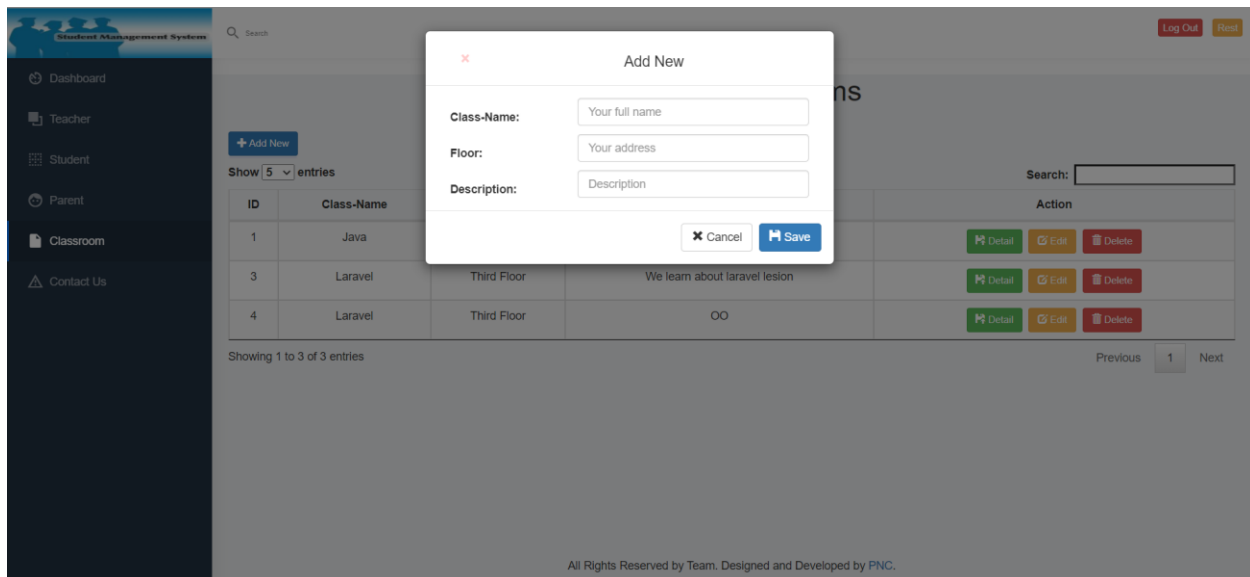 Student Management System
Search
Log Out
Rest
Dashboard
Teacher
Student
Parent
Classroom
Contact Us
Add New
Class-Name:
Your full name
Floor:
Your address
Description:
Description
Cancel
Save
ms
Add New
Show 5 entries
Search:
ID Class-Name Action
1 Java Detail Edit Delete
3 Laravel Third Floor We learn about laravel lesion Detail Edit Delete
4 Laravel Third Floor OO Detail Edit Delete
Showing 1 to 3 of 3 entries
Previous 1 Next
All Rights Reserved by Team. Designed and Developed by PNC.